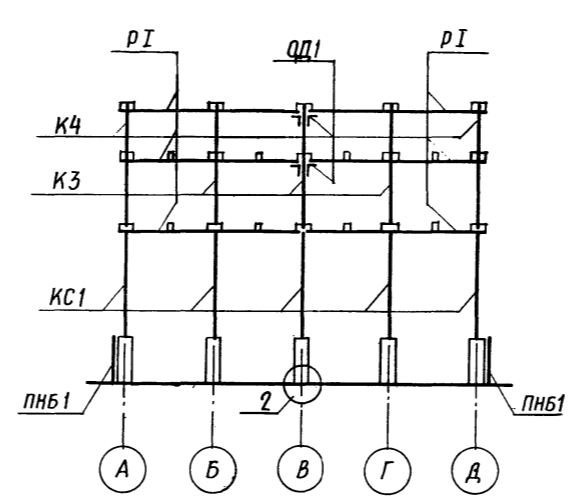 РI ОД1 РI
К4
К3
КС1
ПНБ1 2 ПНБ1
А Б В Г Д